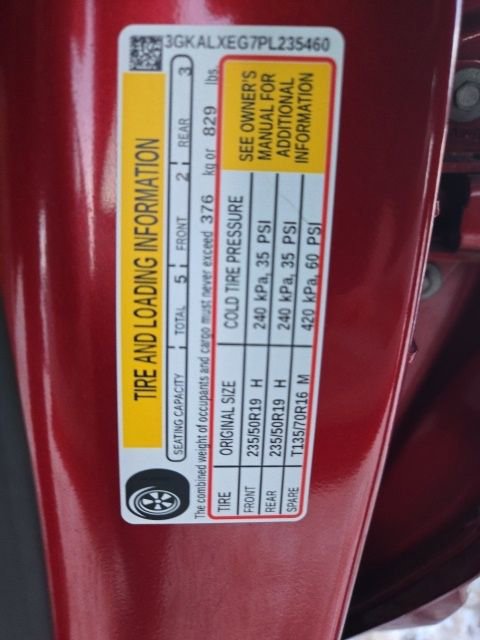 3GKALXEG7PL235460
TIRE AND LOADING INFORMATION
SEATING CAPACITY TOTAL 5 FRONT 2 REAR 3
The combined weight of occupants and cargo must never exceed 376 kg or 829 lbs
TIRE ORIGINAL SIZE COLD TIRE PRESSURE
FRONT 235/50R19 H 240 kPa, 35 PSI
REAR 235/50R19 H 240 kPa, 35 PSI
SPARE T135/70R16 M 420 kPa, 60 PSI
SEE OWNER'S
MANUAL FOR
ADDITIONAL
INFORMATION